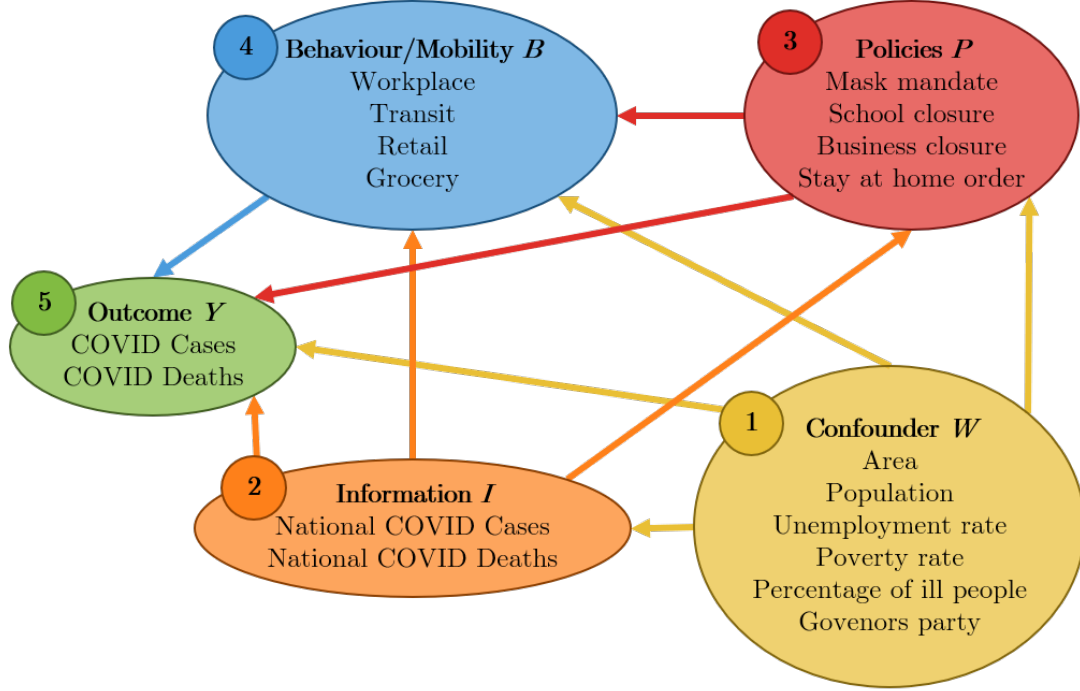 4
Behaviour/Mobility B
Workplace
Transit
Retail
Grocery
3
Policies P
Mask mandate
School closure
Business closure
Stay at home order
5
Outcome Y
COVID Cases
COVID Deaths
1
Confounder W
Area
Population
Unemployment rate
Poverty rate
Percentage of ill people
Govenors party
2
Information I
National COVID Cases
National COVID Deaths